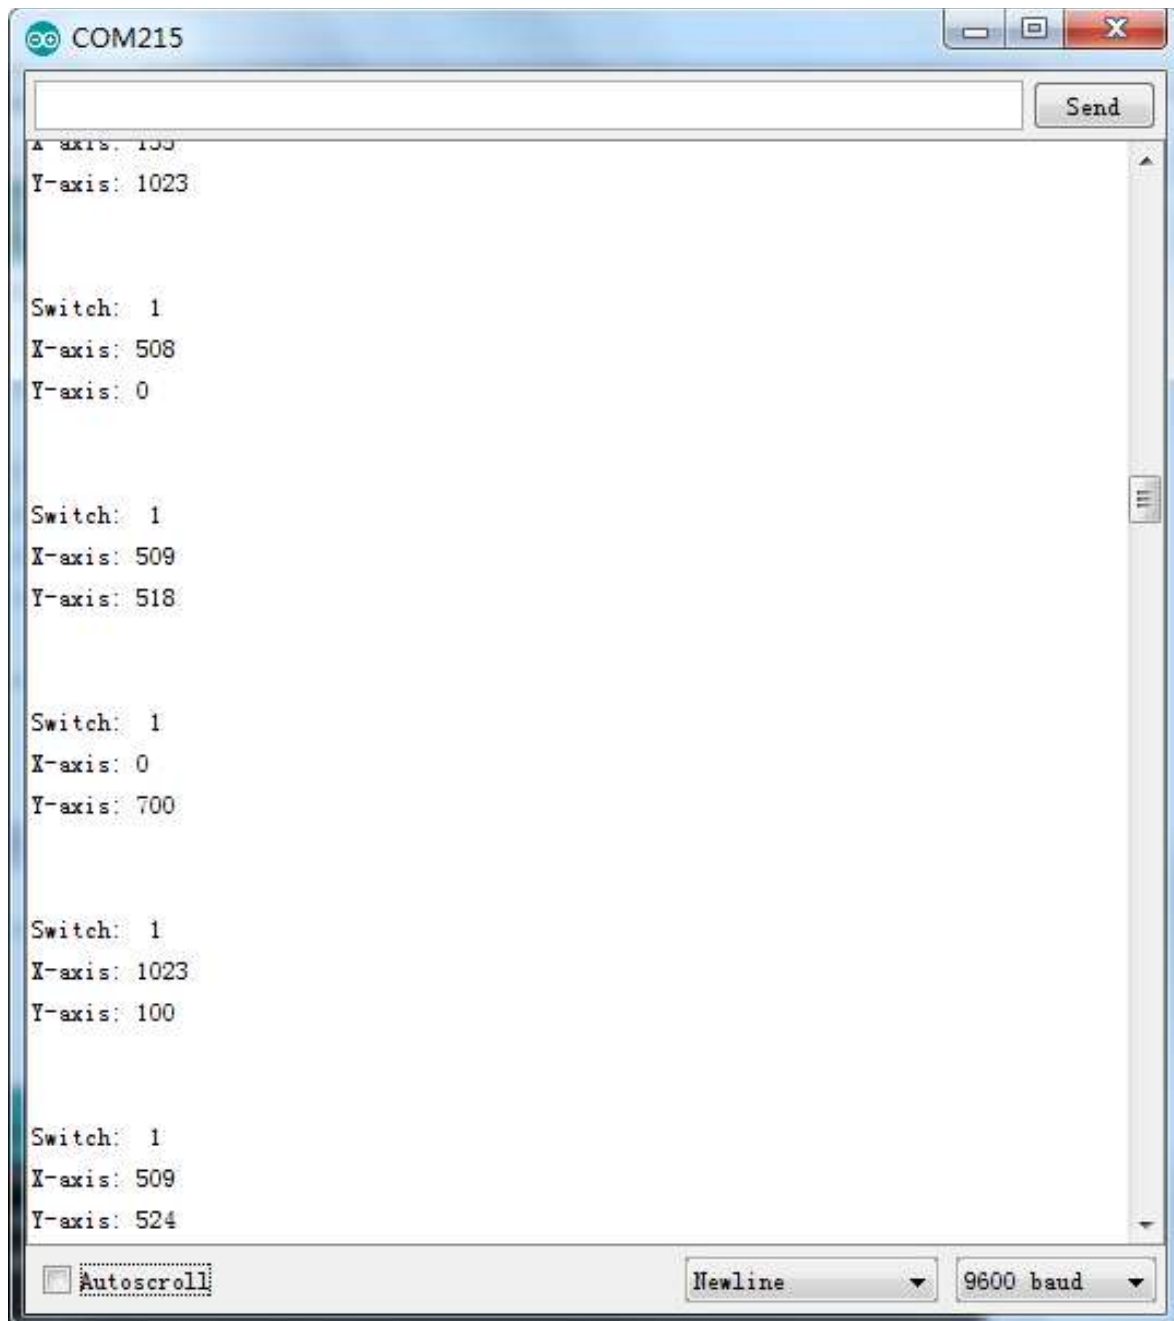 COM215
Send
Y-axis: 1023
Switch:  1
X-axis: 508
Y-axis: 0
Switch:  1
X-axis: 509
Y-axis: 518
Switch:  1
X-axis: 0
Y-axis: 700
Switch:  1
X-axis: 1023
Y-axis: 100
Switch:  1
X-axis: 509
Y-axis: 524
Autoscroll
Newline
9600 baud